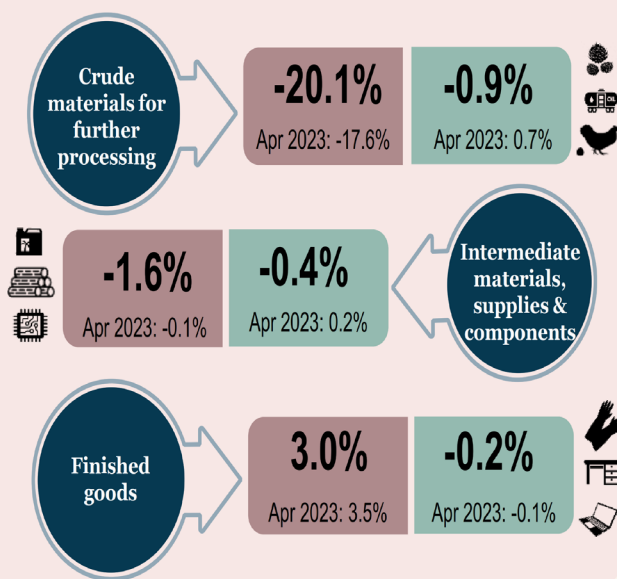 Crude
materials for
further
processing
-20.1%
Apr 2023: -17.6%
-0.9%
Apr 2023: 0.7%
OIL
-1.6%
Apr 2023: -0.1%
-0.4%
Apr 2023: 0.2%
Intermediate
materials,
supplies &
components
Finished
goods
3.0%
Apr 2023: 3.5%
-0.2%
Apr 2023: -0.1%